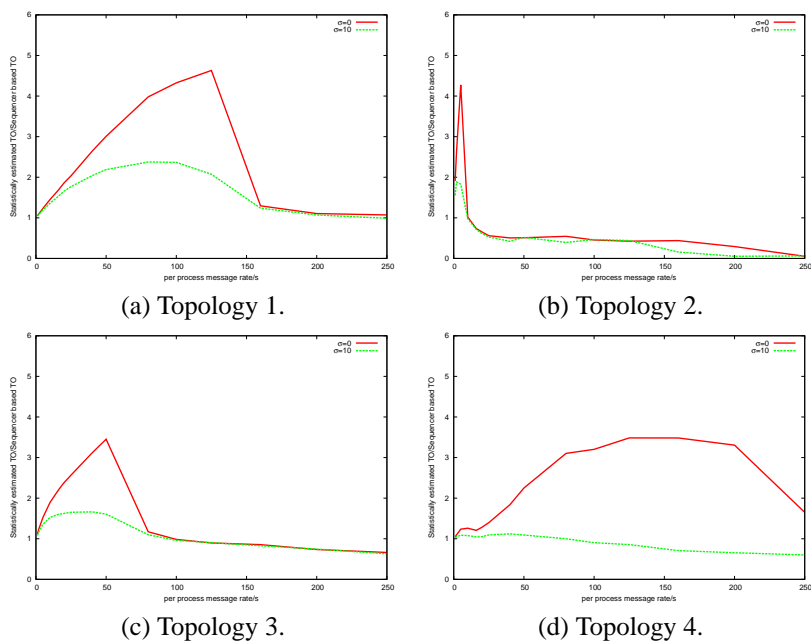 6
5
4
3
2
1
0
Statistically estimated TO/Sequencer based TO
σ=0
σ=10
0 50 100 150 200 250
per process message rate/s
(a) Topology 1.
6
5
4
3
2
1
0
Statistically estimated TO/Sequencer based TO
σ=0
σ=10
0 50 100 150 200 250
per process message rate/s
(b) Topology 2.
6
5
4
3
2
1
0
Statistically estimated TO/Sequencer based TO
σ=0
σ=10
0 50 100 150 200 250
per process message rate/s
(c) Topology 3.
6
5
4
3
2
1
0
Statistically estimated TO/Sequencer based TO
σ=0
σ=10
0 50 100 150 200 250
per process message rate/s
(d) Topology 4.